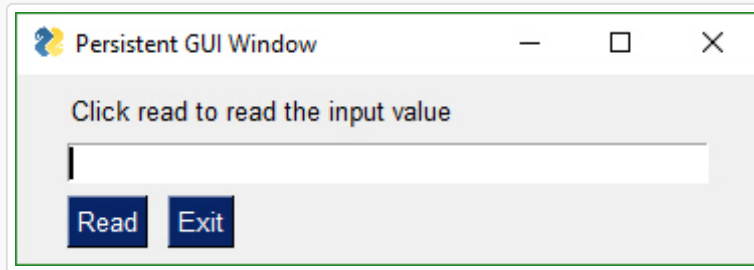 Persistent GUI Window
Click read to read the input value
Read Exit